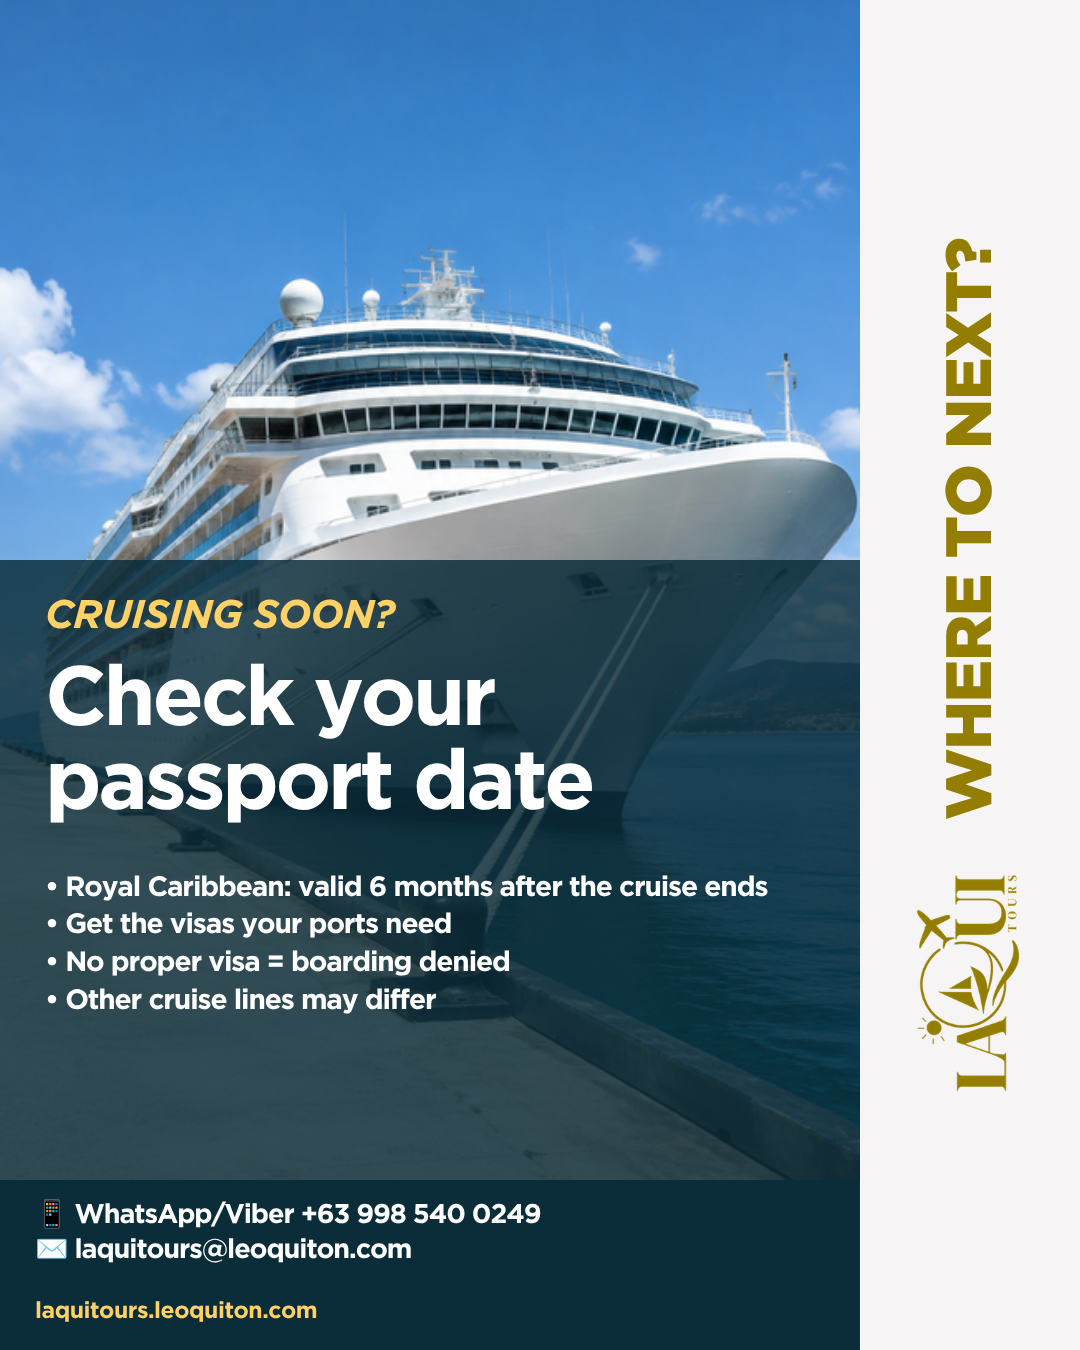 CRUISING SOON?
Check your
passport date
• Royal Caribbean: valid 6 months after the cruise ends
• Get the visas your ports need
• No proper visa = boarding denied
• Other cruise lines may differ
📱 WhatsApp/Viber +63 998 540 0249
✉️ laquitours@leoquiton.com
laquitours.leoquiton.com
WHERE TO NEXT?
LAQUI
TOURS